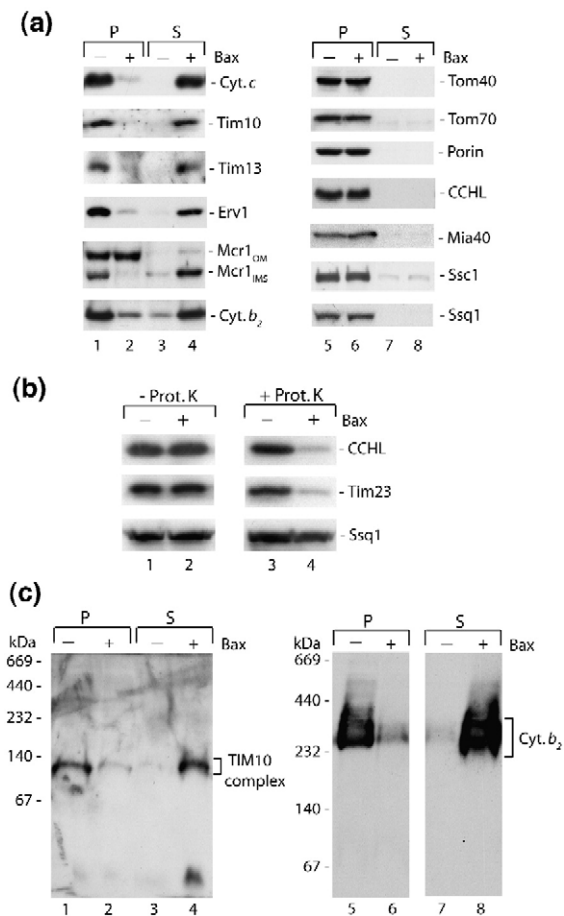 (a)
P S
– + – + Bax
- Cyt. c
- Tim10
- Tim13
- Erv1
- Mcr1OM
- Mcr1IMS
- Cyt. b2
1 2 3 4
P S
– + – + Bax
- Tom40
- Tom70
- Porin
- CCHL
- Mia40
- Ssc1
- Ssq1
5 6 7 8
(b)
- Prot. K + Prot. K
– + – + Bax
- CCHL
- Tim23
- Ssq1
1 2 3 4
(c)
P S
kDa – + – + Bax
669 -
440 -
232 -
140 -
67 -
TIM10
complex
1 2 3 4
P S
kDa – + – + Bax
669 -
440 -
232 -
140 -
67 -
Cyt. b2
5 6 7 8